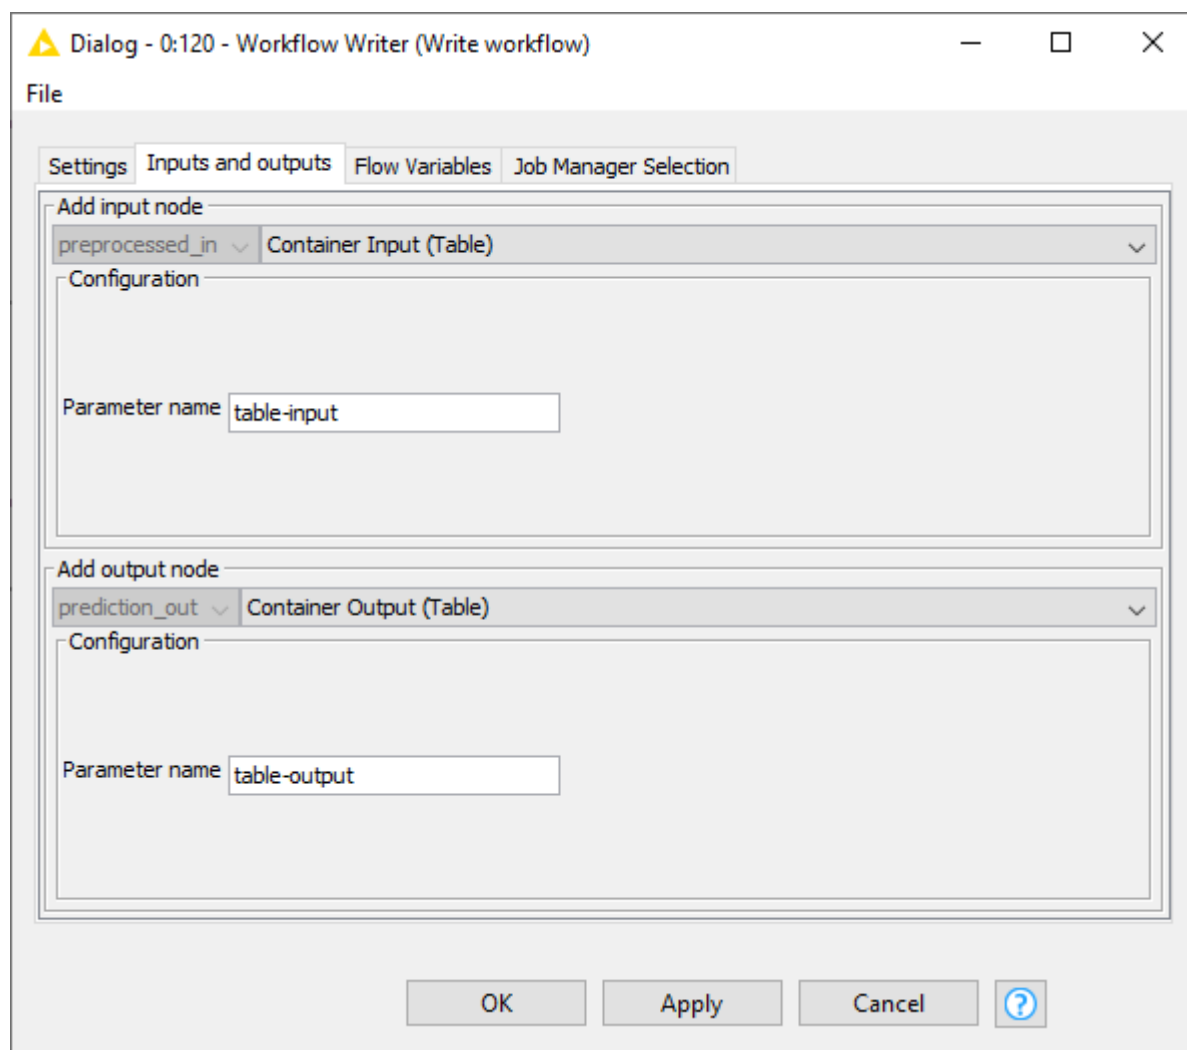 Dialog - 0:120 - Workflow Writer (Write workflow)
File
Settings Inputs and outputs Flow Variables Job Manager Selection
Add input node
preprocessed_in Container Input (Table)
Configuration
Parameter name table-input
Add output node
prediction_out Container Output (Table)
Configuration
Parameter name table-output
OK Apply Cancel ?